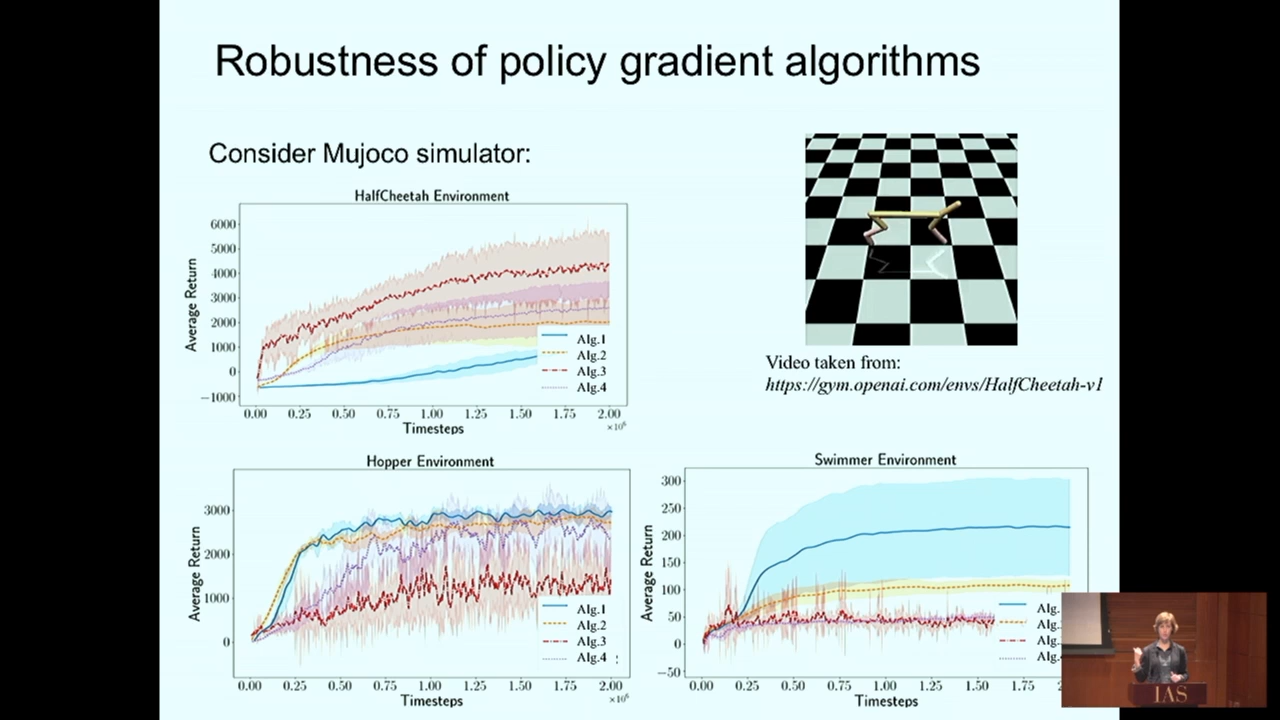 Robustness of policy gradient algorithms
Consider Mujoco simulator:
HalfCheetah Environment
6000
5000
4000
3000
2000
1000
0
−1000
Average Return
Alg.1
Alg.2
Alg.3
Alg.4
0.00 0.25 0.50 0.75 1.00 1.25 1.50 1.75 2.00
Timesteps
×10⁶
Video taken from:
https://gym.openai.com/envs/HalfCheetah-v1
Hopper Environment
3000
2000
1000
0
Average Return
Alg.1
Alg.2
Alg.3
Alg.4 :
0.00 0.25 0.50 0.75 1.00 1.25 1.50 1.75 2.00
Timesteps
×10⁶
Swimmer Environment
300
250
200
150
100
50
0
−50
Average Return
Alg.
Alg.
Alg.
Alg.
0.00 0.25 0.50 0.75 1.00 1.25 1.50 1.75 2
Timesteps
IAS